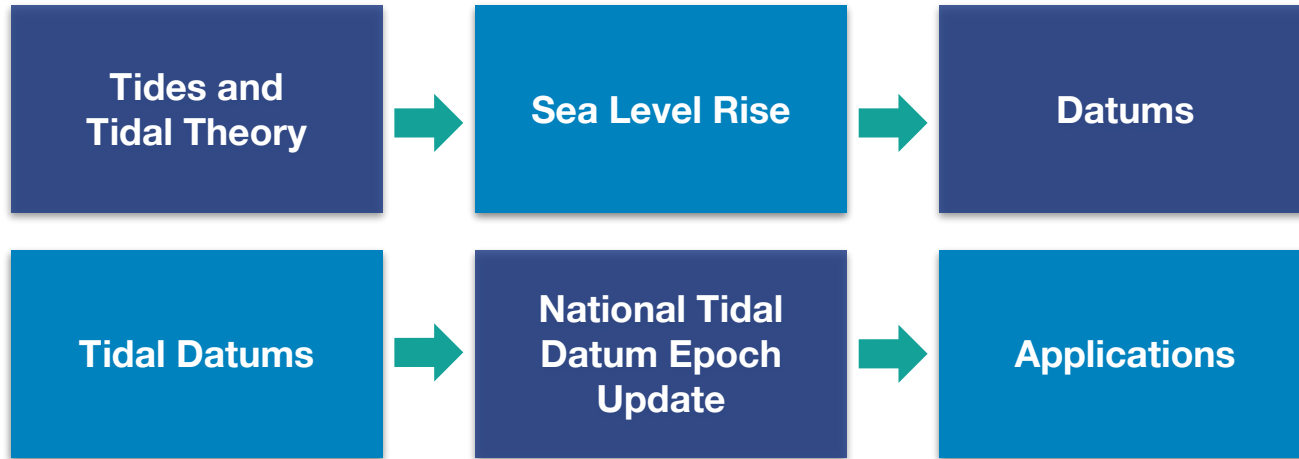 Tides and
Tidal Theory
Sea Level Rise
Datums
Tidal Datums
National Tidal
Datum Epoch
Update
Applications